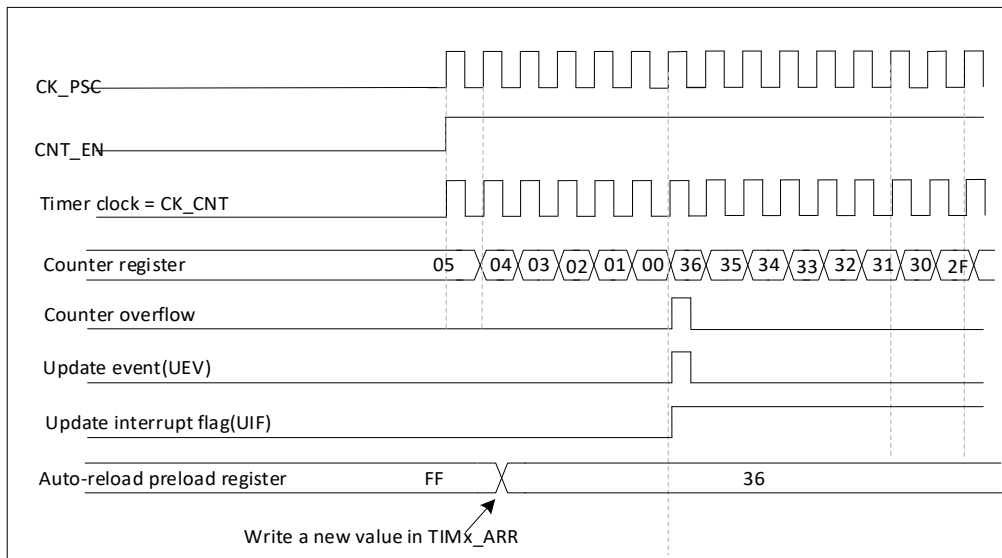 CK_PSC
CNT_EN
Timer clock = CK_CNT
Counter register 05 04 03 02 01 00 36 35 34 33 32 31 30 2F
Counter overflow
Update event(UEV)
Update interrupt flag(UIF)
Auto-reload preload register FF 36
Write a new value in TIMx_ARR